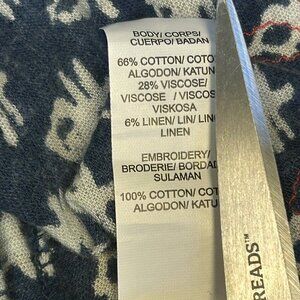 BODY/ CORPS/
CUERPO/ BADAN
66% COTTON/ COTO
ALGODON/ KATUN
28% VISCOSE/
VISCOSE / VISCOS
VISKOSA
6% LINEN/ LIN/ LIN
LINEN
EMBROIDERY/
BRODERIE/ BORDAD
SULAMAN
100% COTTON/ COT
ALGODON/ KATU
READS™